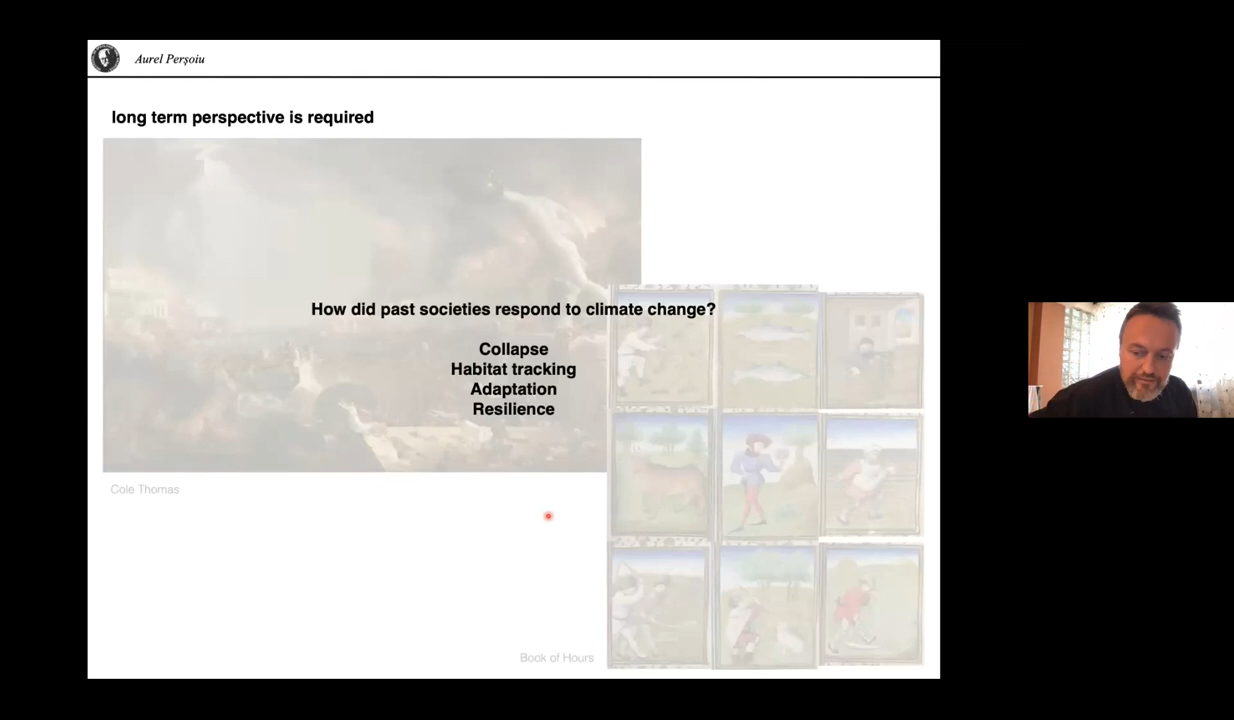 Aurel Perșoiu
long term perspective is required
How did past societies respond to climate change?
Collapse
Habitat tracking
Adaptation
Resilience
Cole Thomas
Book of Hours